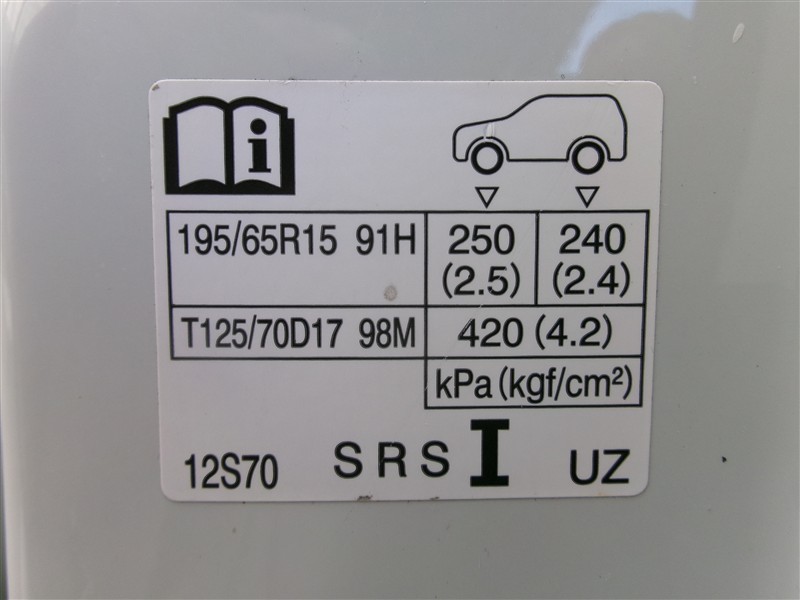 i
195/65R15 91H 250 (2.5) 240 (2.4)
T125/70D17 98M 420 (4.2)
kPa (kgf/cm²)
12S70 SRS I UZ